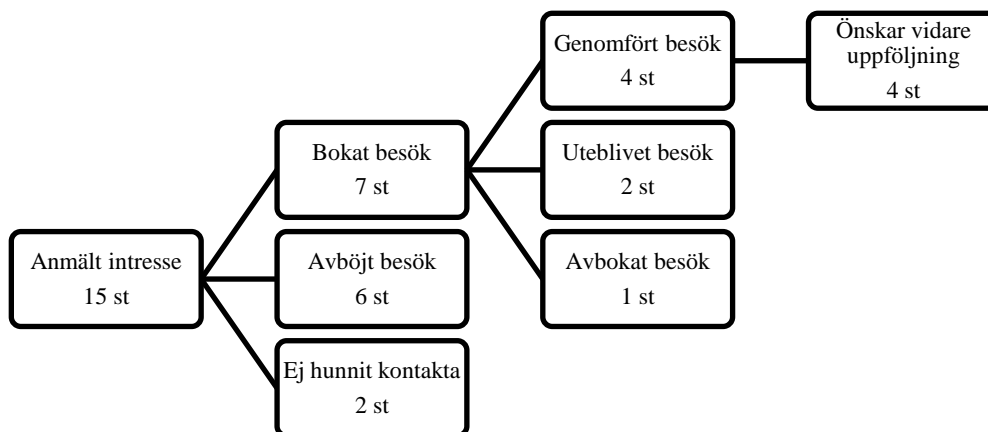 Anmält intresse
15 st
Bokat besök
7 st
Avböjt besök
6 st
Ej hunnit kontakta
2 st
Genomfört besök
4 st
Uteblivet besök
2 st
Avbokat besök
1 st
Önskar vidare
uppföljning
4 st